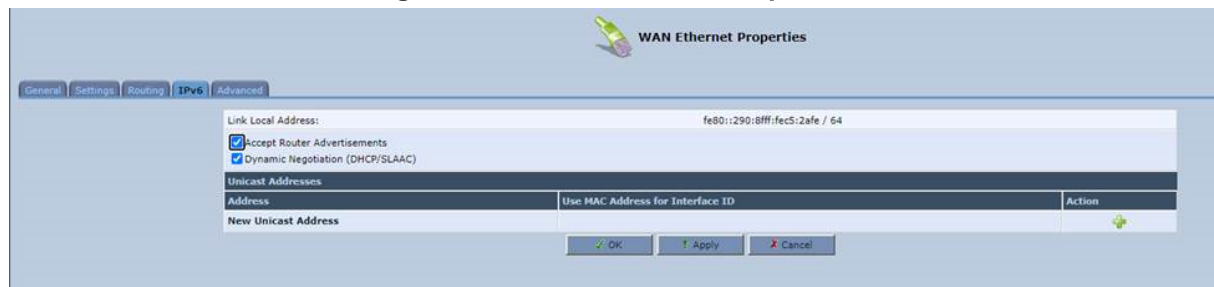 WAN Ethernet Properties
General Settings Routing IPv6 Advanced
Link Local Address: fe80::290:8fff:fec5:2afe / 64
Accept Router Advertisements
Dynamic Negotiation (DHCP/SLAAC)
Unicast Addresses
Address Use MAC Address for Interface ID Action
New Unicast Address
OK Apply Cancel